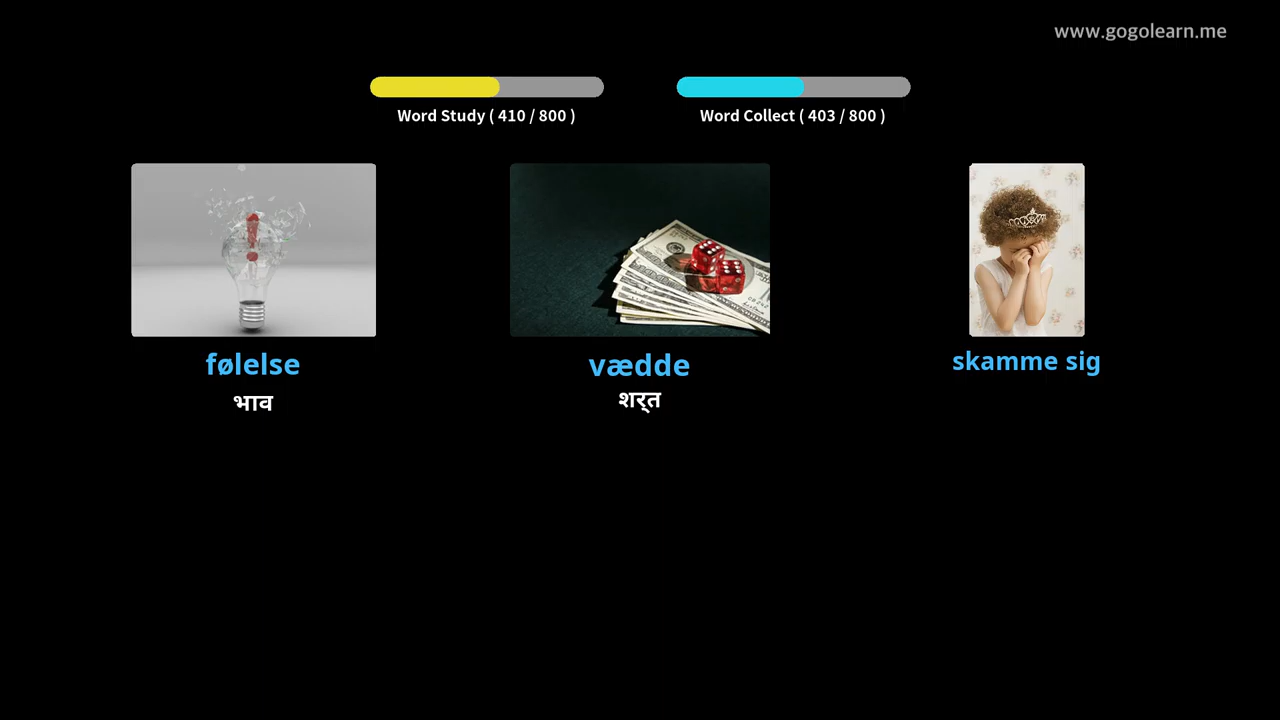 www.gogolearn.me
Word Study ( 410 / 800 )
Word Collect ( 403 / 800 )
følelse
vædde
skamme sig
भाव
शर्त